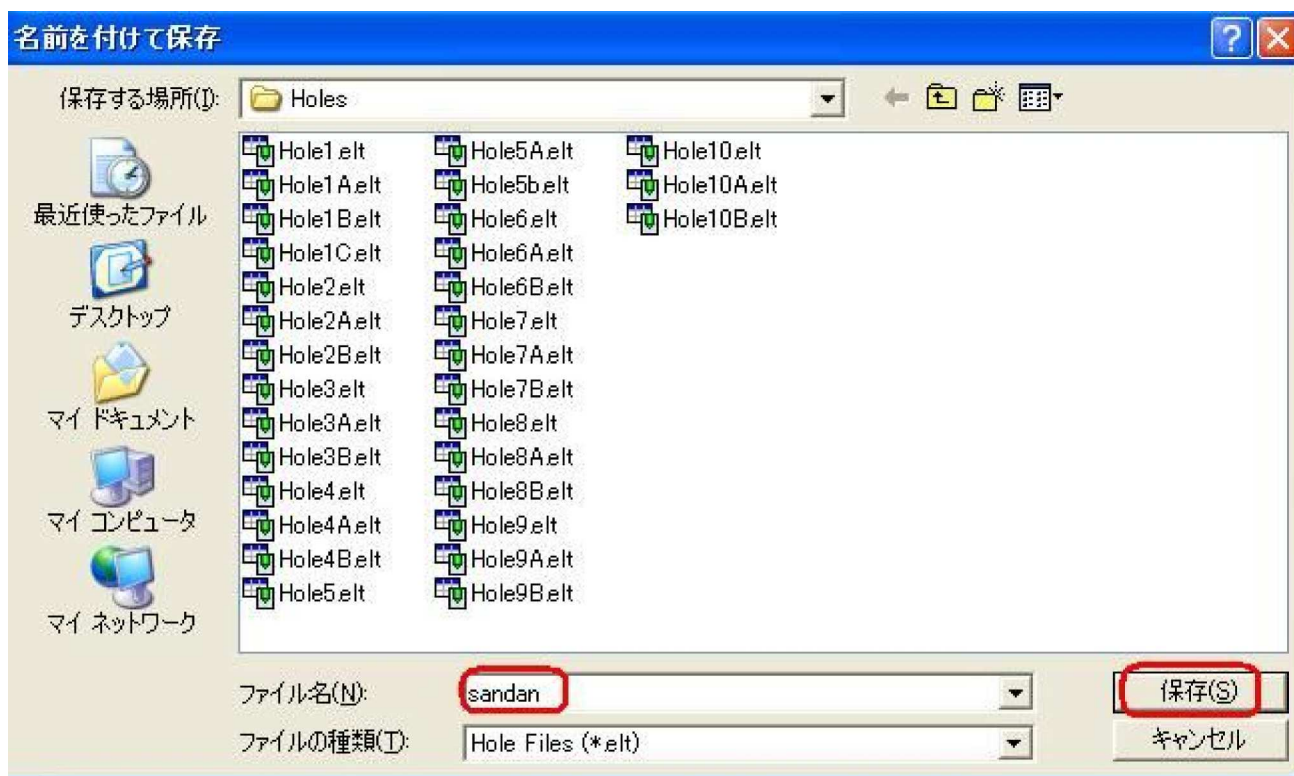 名前を付けて保存
保存する場所(I):
Holes
最近使ったファイル
デスクトップ
マイ ドキュメント
マイ コンピュータ
マイ ネットワーク
Hole1.elt
Hole1A.elt
Hole1B.elt
Hole1C.elt
Hole2.elt
Hole2A.elt
Hole2B.elt
Hole3.elt
Hole3A.elt
Hole3B.elt
Hole4.elt
Hole4A.elt
Hole4B.elt
Hole5.elt
Hole5A.elt
Hole5b.elt
Hole6.elt
Hole6A.elt
Hole6B.elt
Hole7.elt
Hole7A.elt
Hole7B.elt
Hole8.elt
Hole8A.elt
Hole8B.elt
Hole9.elt
Hole9A.elt
Hole9B.elt
Hole10.elt
Hole10A.elt
Hole10B.elt
ファイル名(N):
sandan
保存(S)
ファイルの種類(T):
Hole Files (*.elt)
キャンセル